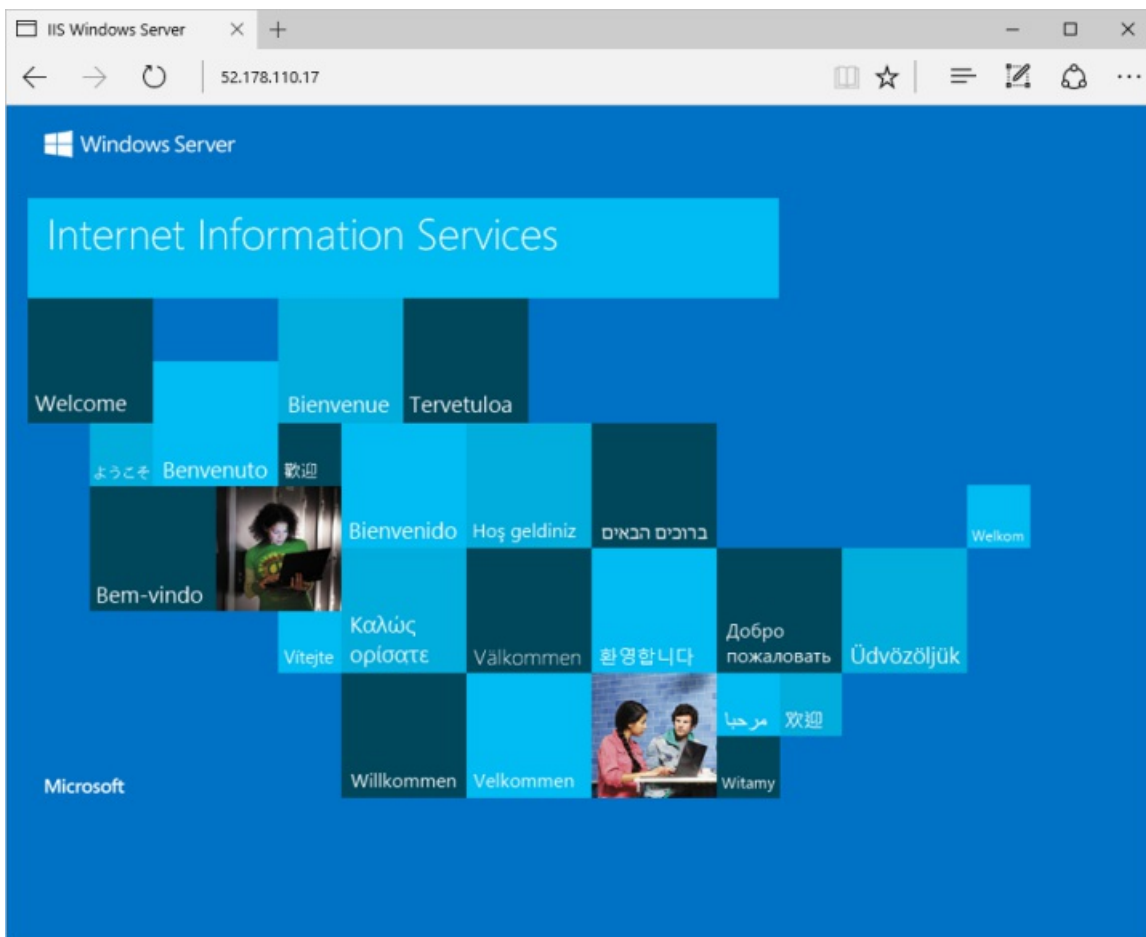 IIS Windows Server
52.178.110.17
Windows Server
Internet Information Services
Welcome
Bienvenue
Tervetuloa
ようこそ
Benvenuto
歡迎
Bienvenido
Hoş geldiniz
ברוכים הבאים
Welkom
Bem-vindo
Vítejte
Καλώς
ορίσατε
Välkommen
환영합니다
Добро
пожаловать
Üdvözöljük
مرحبا
欢迎
Microsoft
Willkommen
Velkommen
Witamy